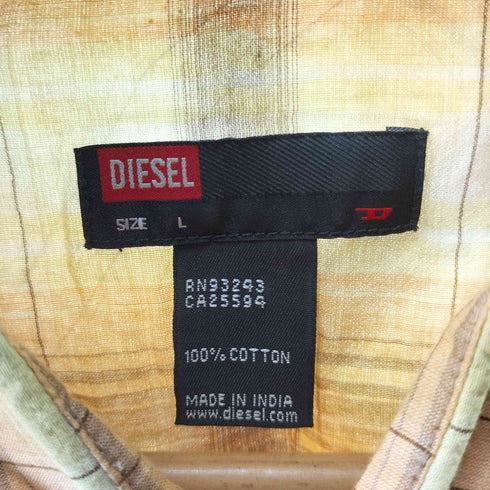 DIESEL
SIZE L
RN93243
CA25594
100% COTTON
MADE IN INDIA
www.diesel.com